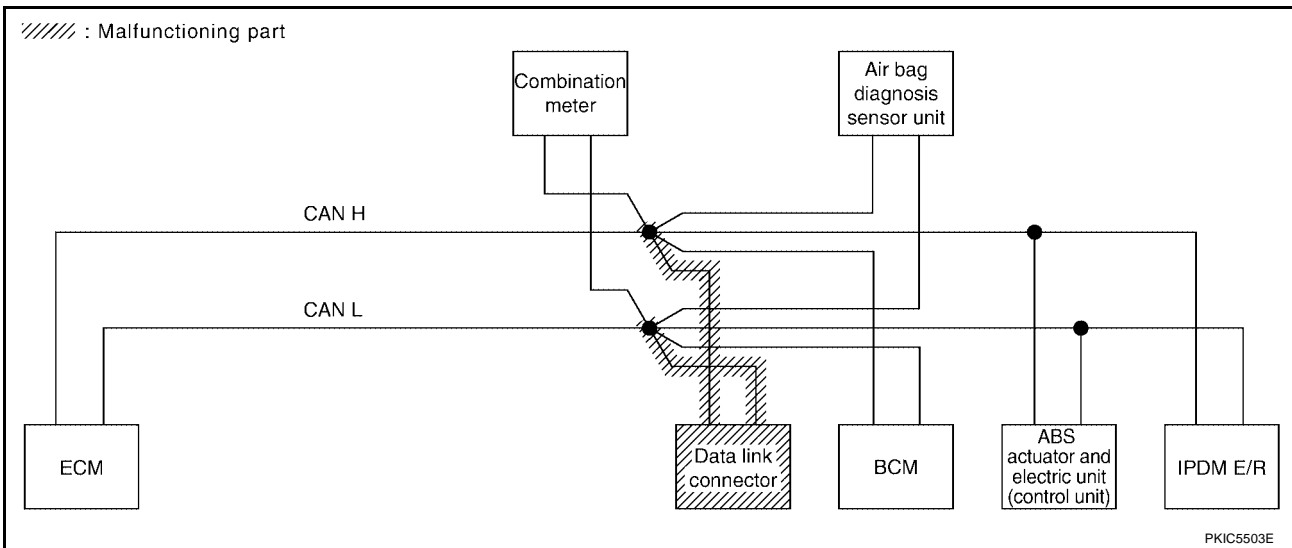 : Malfunctioning part
Combination
meter
Air bag
diagnosis
sensor unit
CAN H
CAN L
ECM
Data link
connector
BCM
ABS
actuator and
electric unit
(control unit)
IPDM E/R
PKIC5503E